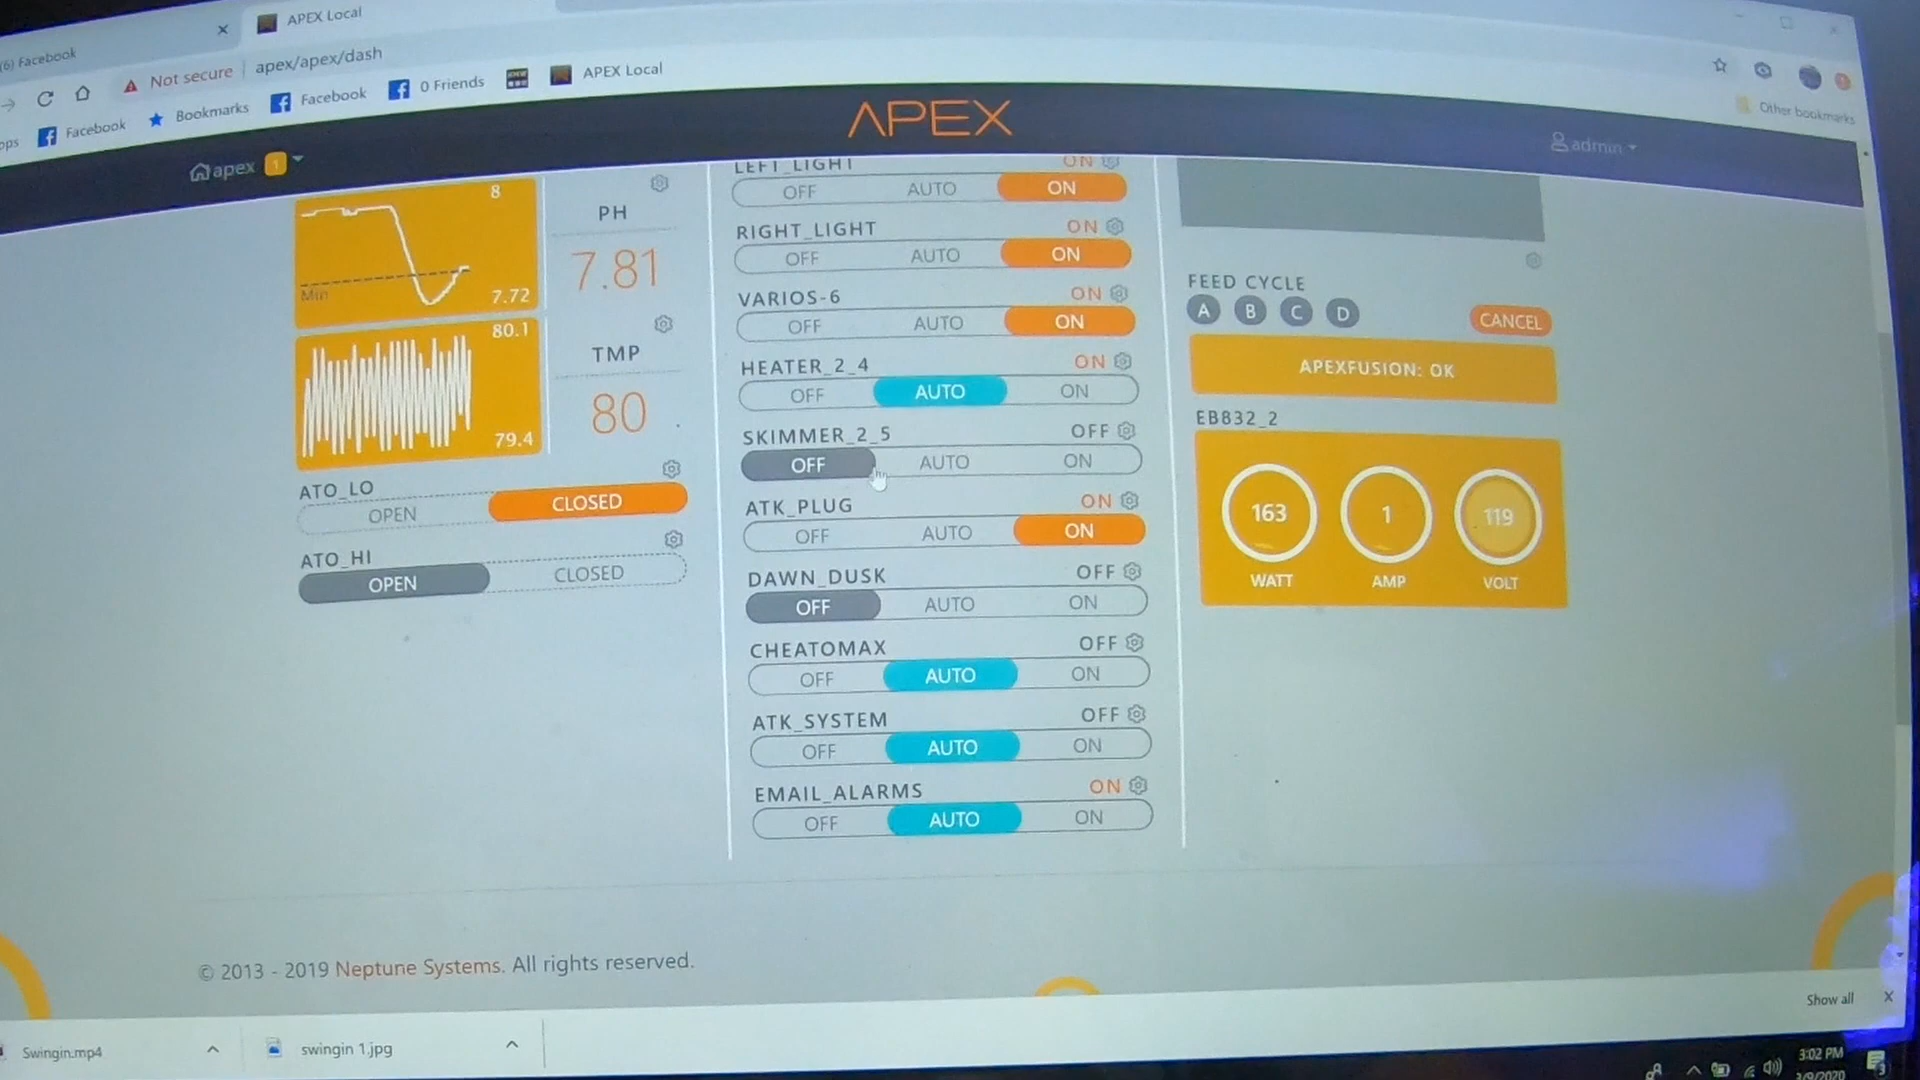 (6) Facebook
APEX Local
Not secure apex/apex/dash
Facebook
Bookmarks
Facebook
0 Friends
APEX Local
Other bookmarks
APEX
apex 1
admin
8
Min
7.72
PH
7.81
80.1
79.4
TMP
80
ATO_LO
OPEN CLOSED
ATO_HI
OPEN CLOSED
LEFT_LIGHT ON
OFF AUTO ON
RIGHT_LIGHT ON
OFF AUTO ON
VARIOS-6 ON
OFF AUTO ON
HEATER_2_4 ON
OFF AUTO ON
SKIMMER_2_5 OFF
OFF AUTO ON
ATK_PLUG ON
OFF AUTO ON
DAWN_DUSK OFF
OFF AUTO ON
CHEATOMAX OFF
OFF AUTO ON
ATK_SYSTEM OFF
OFF AUTO ON
EMAIL_ALARMS ON
OFF AUTO ON
FEED CYCLE
A B C D CANCEL
APEXFUSION: OK
EB832_2
163 1 119
WATT AMP VOLT
© 2013 - 2019 Neptune Systems. All rights reserved.
Show all
Swingin.mp4
swingin 1.jpg
3:02 PM